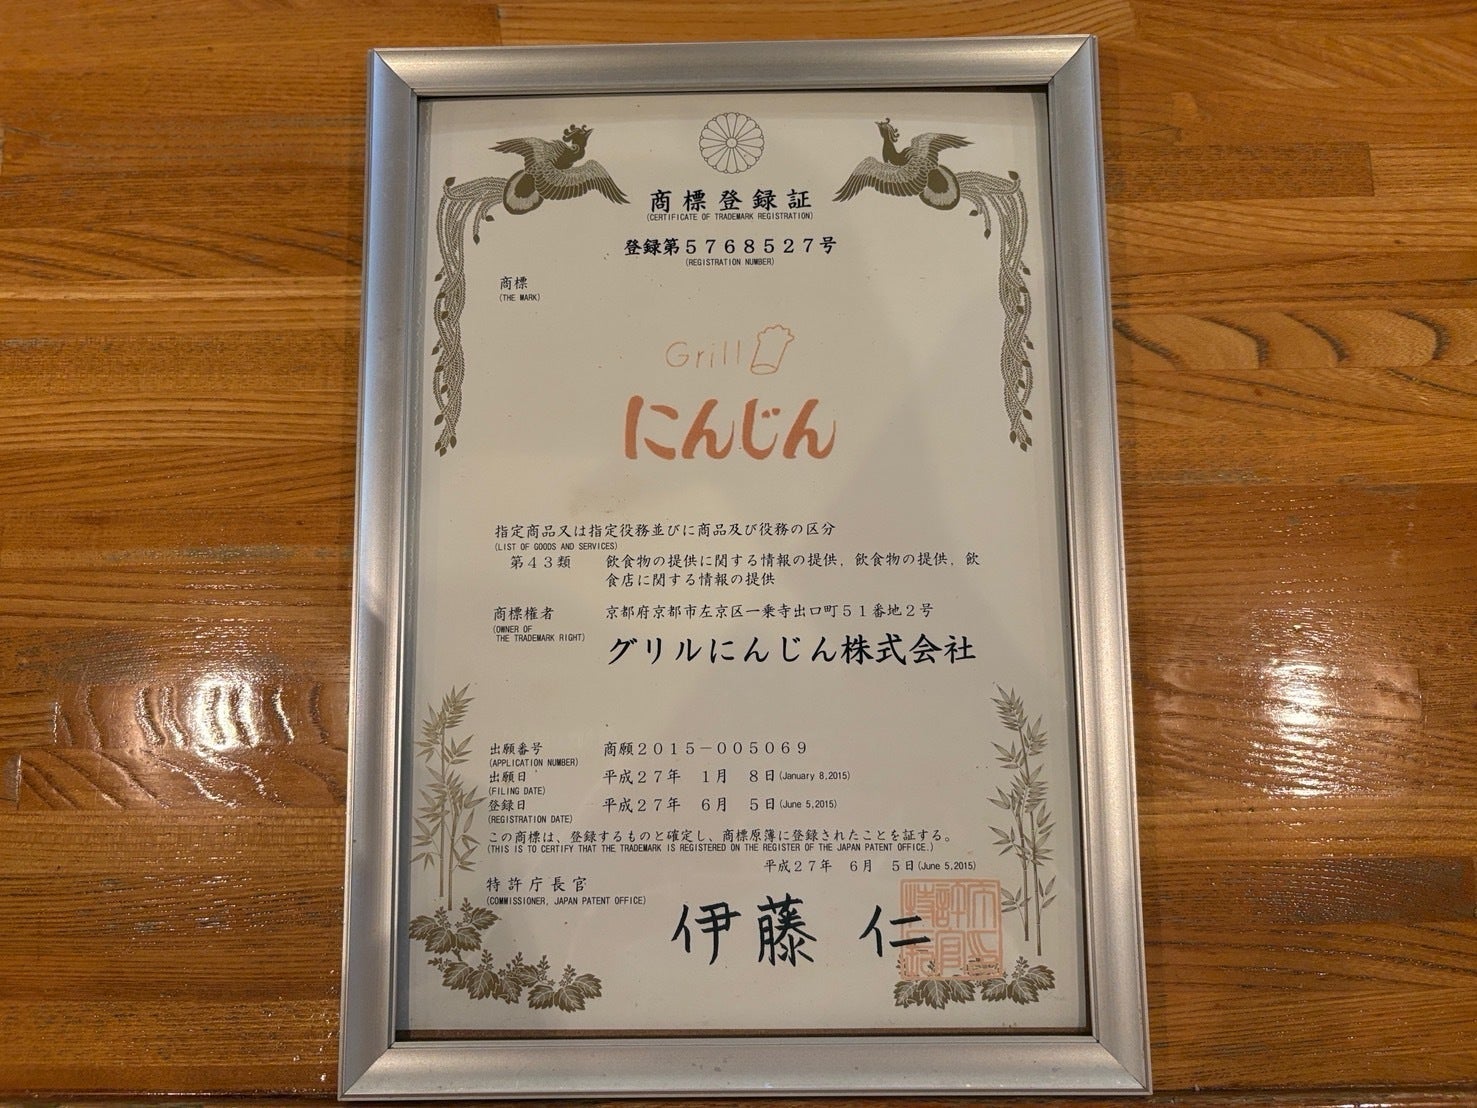 商標登録証
(CERTIFICATE OF TRADEMARK REGISTRATION)
登録第5768527号
(REGISTRATION NUMBER)
商標
(THE MARK)
Grill
にんじん
指定商品又は指定役務並びに商品及び役務の区分
(LIST OF GOODS AND SERVICES)
第43類 飲食物の提供に関する情報の提供，飲食物の提供，飲
食店に関する情報の提供
商標権者 京都府京都市左京区一乗寺出口町51番地2号
(OWNER OF
THE TRADEMARK RIGHT)
グリルにんじん株式会社
出願番号 商願2015-005069
(APPLICATION NUMBER)
出願日 平成27年 1月 8日(January 8,2015)
(FILING DATE)
登録日 平成27年 6月 5日(June 5,2015)
(REGISTRATION DATE)
この商標は、登録するものと確定し、商標原簿に登録されたことを証する。
(THIS IS TO CERTIFY THAT THE TRADEMARK IS REGISTERED ON THE REGISTER OF THE JAPAN PATENT OFFICE.)
平成27年 6月 5日(June 5,2015)
特許庁長官
(COMMISSIONER, JAPAN PATENT OFFICE)
伊藤 仁